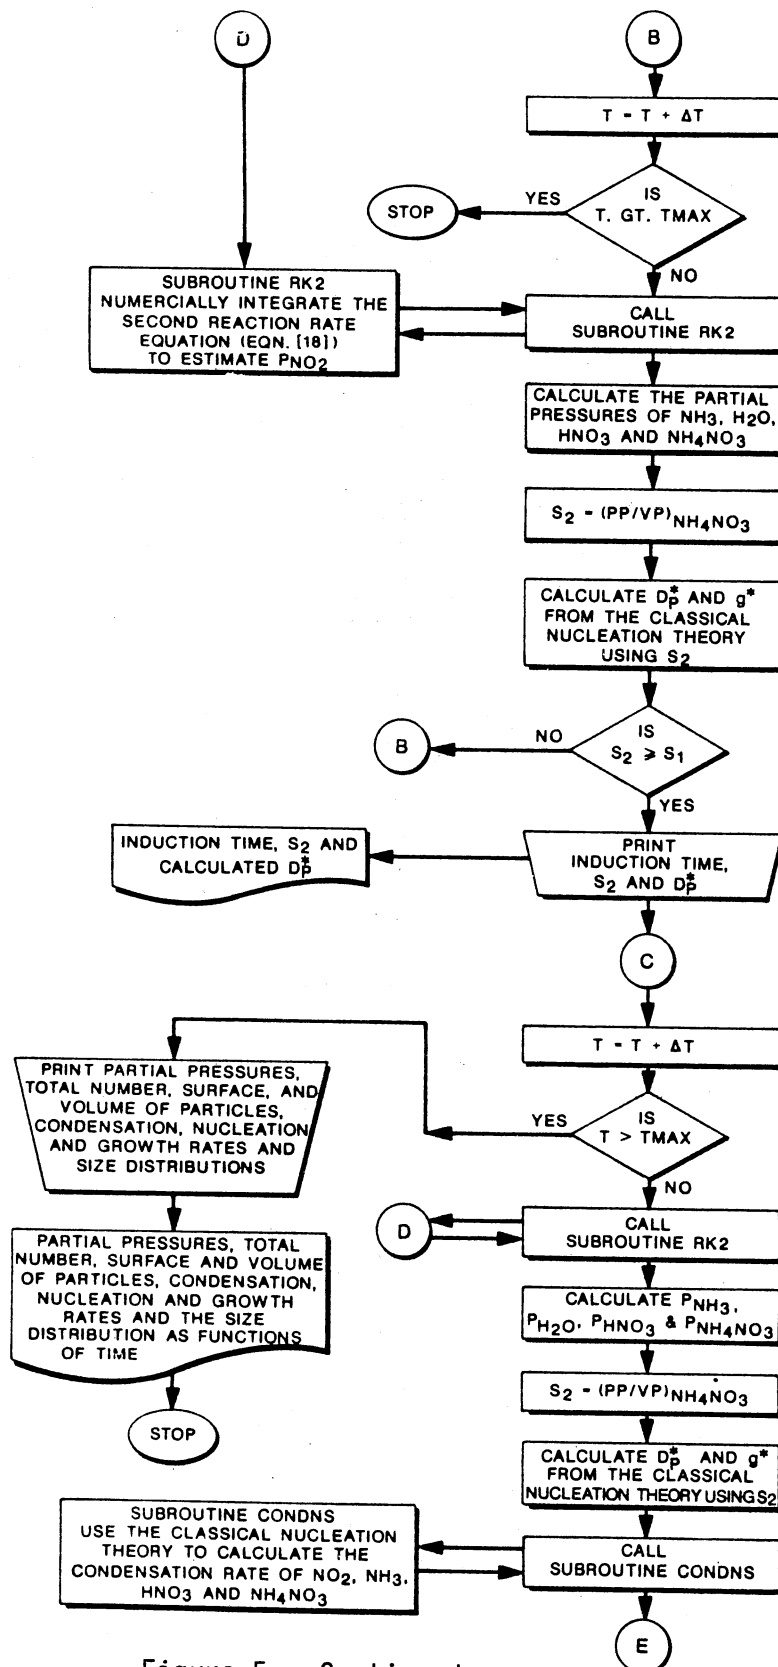 D
B
T = T + ΔT
IS
T. GT. TMAX
YES
STOP
NO
SUBROUTINE RK2
NUMERCIALLY INTEGRATE THE
SECOND REACTION RATE
EQUATION (EQN. [18])
TO ESTIMATE PNO2
CALL
SUBROUTINE RK2
CALCULATE THE PARTIAL
PRESSURES OF NH3, H2O,
HNO3 AND NH4NO3
S2 = (PP/VP)NH4NO3
CALCULATE D*P AND g*
FROM THE CLASSICAL
NUCLEATION THEORY
USING S2
IS
S2 ⩾ S1
NO
B
YES
PRINT
INDUCTION TIME,
S2 AND D*P
INDUCTION TIME, S2 AND
CALCULATED D*P
C
T = T + ΔT
IS
T > TMAX
YES
NO
PRINT PARTIAL PRESSURES,
TOTAL NUMBER, SURFACE, AND
VOLUME OF PARTICLES,
CONDENSATION, NUCLEATION
AND GROWTH RATES AND
SIZE DISTRIBUTIONS
PARTIAL PRESSURES, TOTAL
NUMBER, SURFACE AND VOLUME
OF PARTICLES, CONDENSATION,
NUCLEATION AND GROWTH
RATES AND THE SIZE
DISTRIBUTION AS FUNCTIONS
OF TIME
STOP
D
CALL
SUBROUTINE RK2
CALCULATE PNH3,
PH2O, PHNO3 & PNH4NO3
S2 = (PP/VP)NH4NO3
CALCULATE D*P AND g*
FROM THE CLASSICAL
NUCLEATION THEORY USING S2
SUBROUTINE CONDNS
USE THE CLASSICAL NUCLEATION
THEORY TO CALCULATE THE
CONDENSATION RATE OF NO2, NH3,
HNO3 AND NH4NO3
CALL
SUBROUTINE CONDNS
E